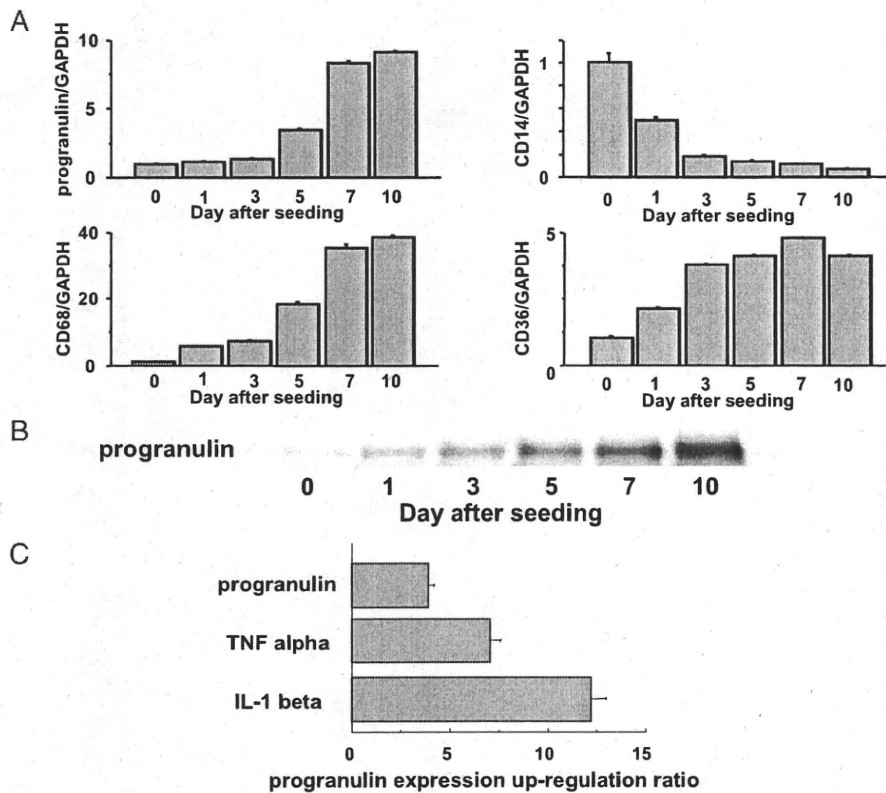 A
progranulin/GAPDH
10
5
0
0 1 3 5 7 10
Day after seeding
CD14/GAPDH
1
0
0 1 3 5 7 10
Day after seeding
CD68/GAPDH
40
20
0
0 1 3 5 7 10
Day after seeding
CD36/GAPDH
5
0
0 1 3 5 7 10
Day after seeding
B
progranulin
0 1 3 5 7 10
Day after seeding
C
progranulin
TNF alpha
IL-1 beta
0 5 10 15
progranulin expression up-regulation ratio